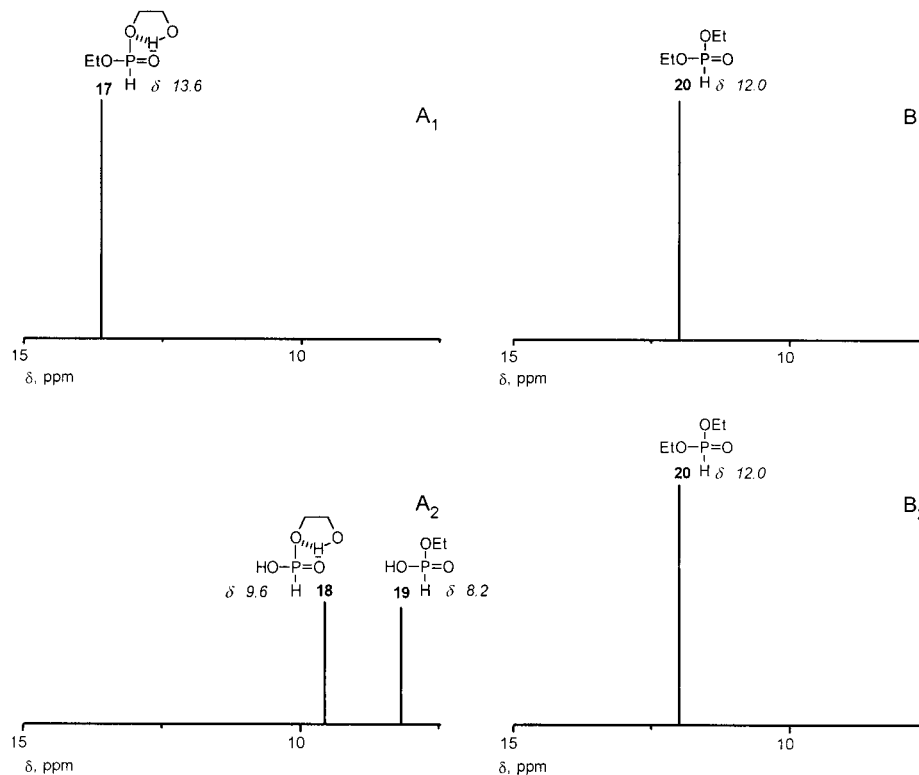 O O
H
EtO–P=O
H
17 δ 13.6
A₁
15
10
δ, ppm
OEt
EtO–P=O
20 H δ 12.0
B
15
10
δ, ppm
O O
H
HO–P=O
δ 9.6 H 18
OEt
HO–P=O
19 H δ 8.2
A₂
15
10
δ, ppm
OEt
EtO–P=O
H
20 δ 12.0
B₂
15
10
δ, ppm